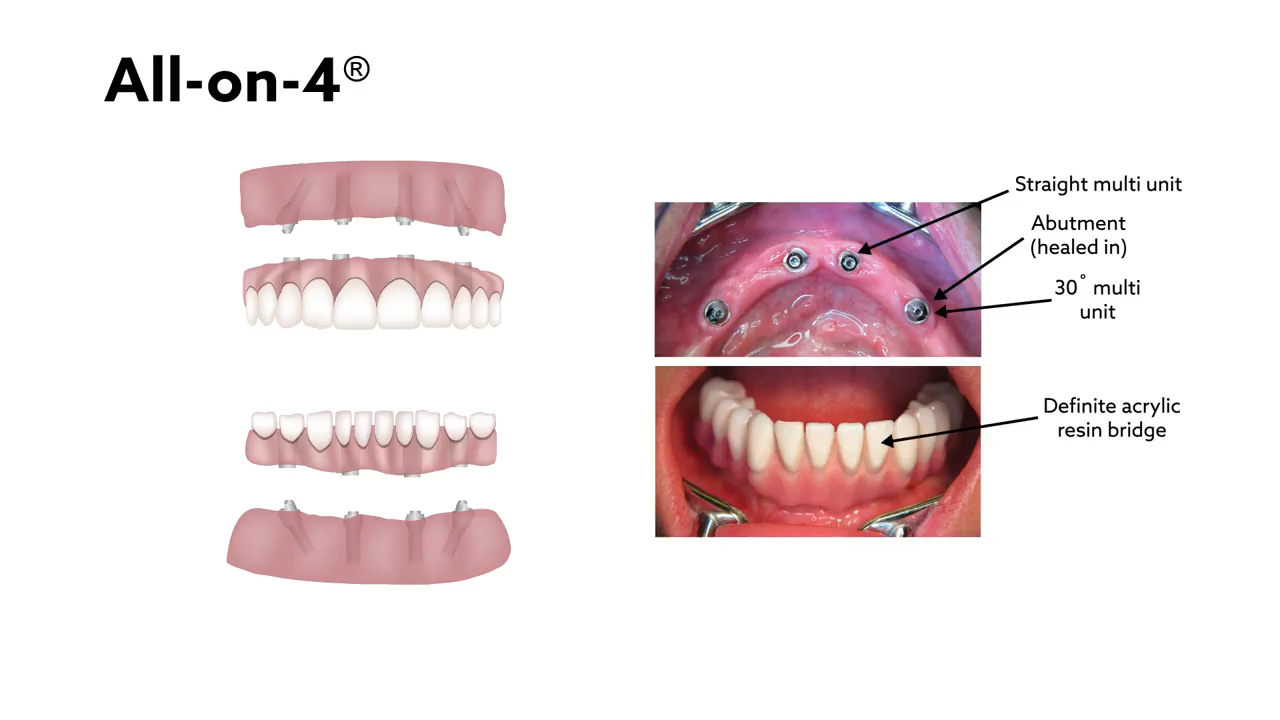 All-on-4®
Straight multi unit
Abutment
(healed in)
30˚ multi
unit
Definite acrylic
resin bridge